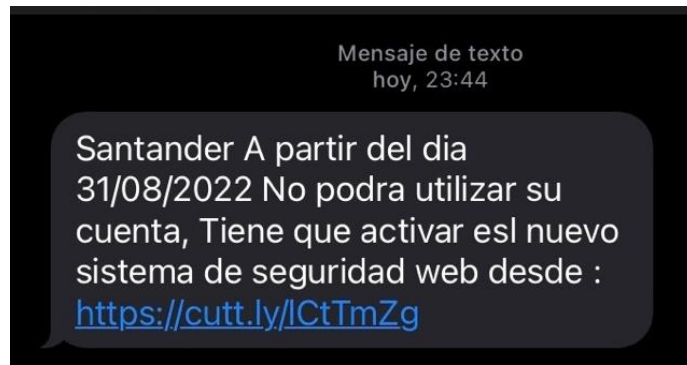 Mensaje de texto
hoy, 23:44
Santander A partir del dia
31/08/2022 No podra utilizar su
cuenta, Tiene que activar esl nuevo
sistema de seguridad web desde :
https://cutt.ly/lCtTmZg